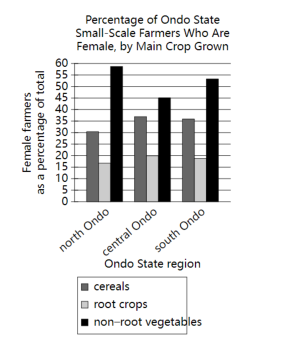 Percentage of Ondo State
Small-Scale Farmers Who Are
Female, by Main Crop Grown
Female farmers
as a percentage of total
60
55
50
45
40
35
30
25
20
15
10
5
0
north Ondo
central Ondo
south Ondo
Ondo State region
cereals
root crops
non–root vegetables